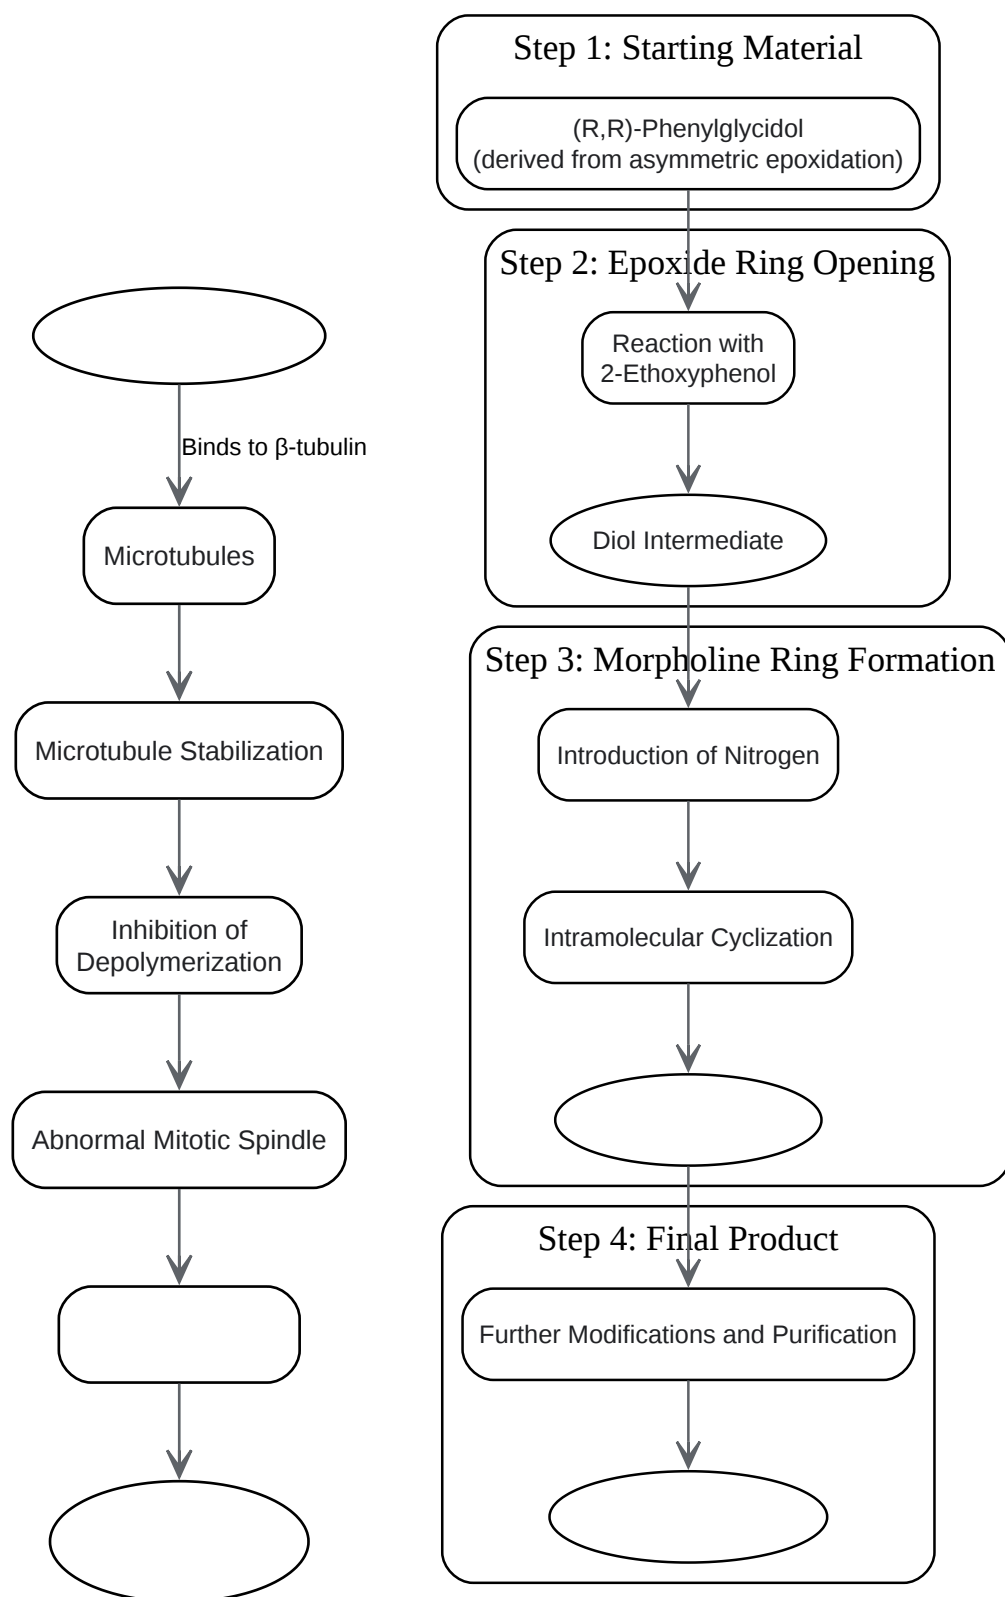 Binds to β-tubulin
Microtubules
Microtubule Stabilization
Inhibition of
Depolymerization
Abnormal Mitotic Spindle
Step 1: Starting Material
(R,R)-Phenylglycidol
(derived from asymmetric epoxidation)
Step 2: Epoxide Ring Opening
Reaction with
2-Ethoxyphenol
Diol Intermediate
Step 3: Morpholine Ring Formation
Introduction of Nitrogen
Intramolecular Cyclization
Step 4: Final Product
Further Modifications and Purification